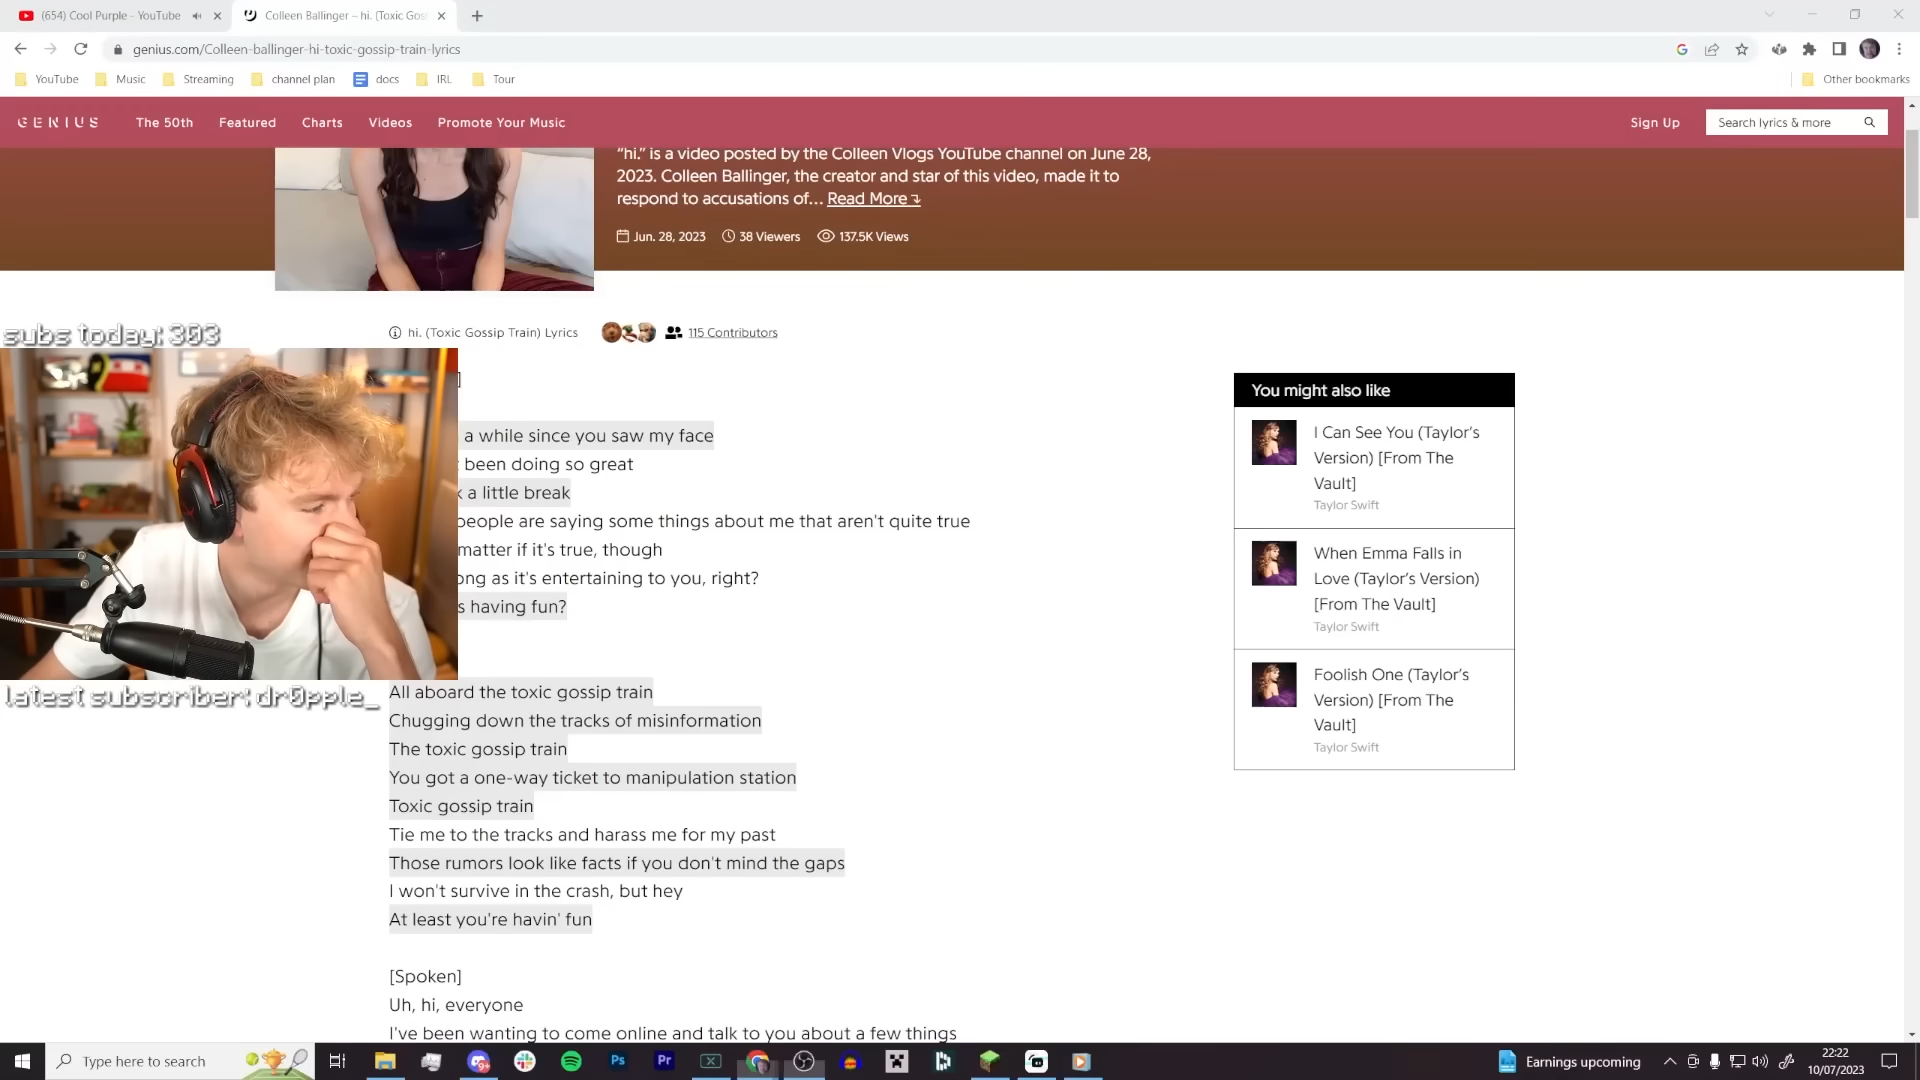 (654) Cool Purple - YouTube
Colleen Ballinger – hi. (Toxic Gos
genius.com/Colleen-ballinger-hi-toxic-gossip-train-lyrics
YouTube Music Streaming channel plan docs IRL Tour Other bookmarks
GENIUS The 50th Featured Charts Videos Promote Your Music Sign Up Search lyrics & more
“hi.” is a video posted by the Colleen Vlogs YouTube channel on June 28,
2023. Colleen Ballinger, the creator and star of this video, made it to
respond to accusations of… Read More
Jun. 28, 2023 38 Viewers 137.5K Views
subs today: 303
hi. (Toxic Gossip Train) Lyrics 115 Contributors
]
a while since you saw my face
been doing so great
a little break
people are saying some things about me that aren't quite true
matter if it's true, though
ong as it's entertaining to you, right?
s having fun?
latest subscriber: dr0pple_
All aboard the toxic gossip train
Chugging down the tracks of misinformation
The toxic gossip train
You got a one-way ticket to manipulation station
Toxic gossip train
Tie me to the tracks and harass me for my past
Those rumors look like facts if you don't mind the gaps
I won't survive in the crash, but hey
At least you're havin' fun
[Spoken]
Uh, hi, everyone
I've been wanting to come online and talk to you about a few things
You might also like
I Can See You (Taylor’s
Version) [From The
Vault]
Taylor Swift
When Emma Falls in
Love (Taylor’s Version)
[From The Vault]
Taylor Swift
Foolish One (Taylor’s
Version) [From The
Vault]
Taylor Swift
Type here to search
Ps
Pr
Earnings upcoming
22:22
10/07/2023